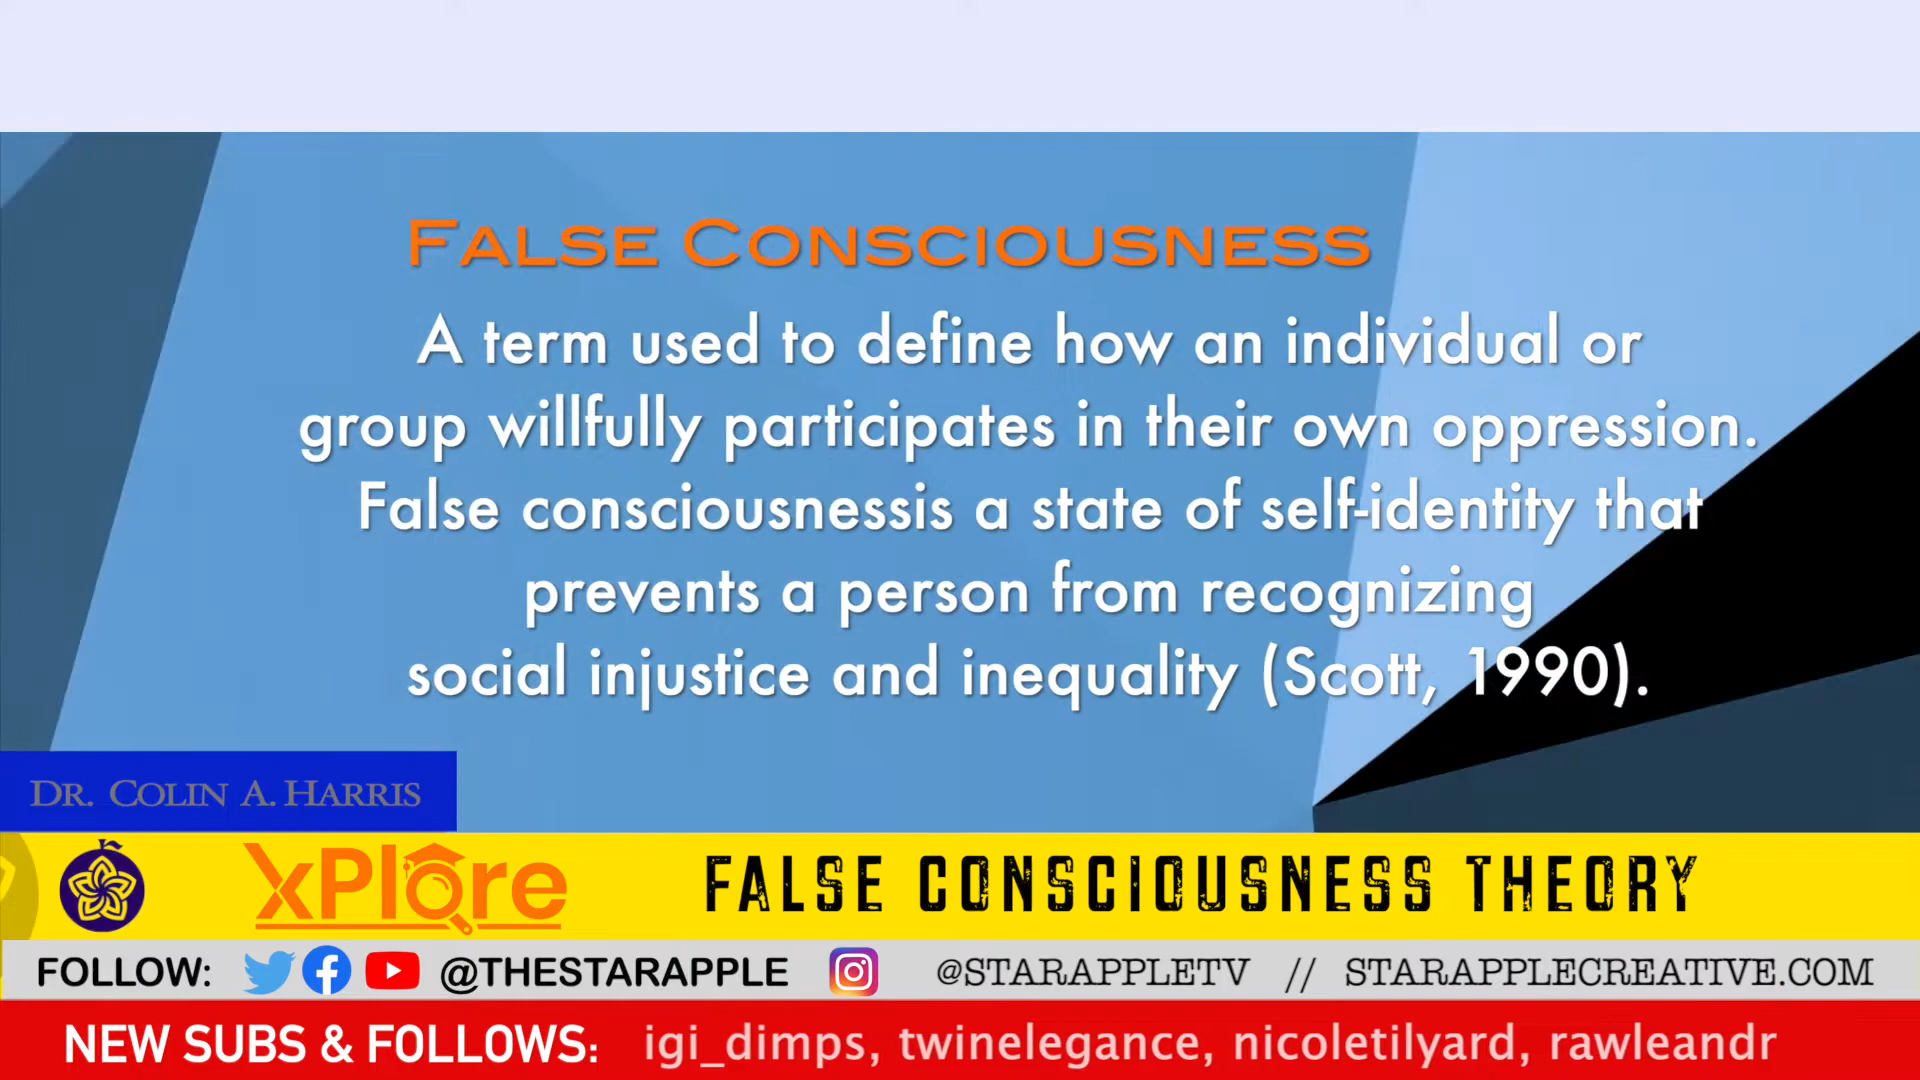 FALSE CONSCIOUSNESS
A term used to define how an individual or
group willfully participates in their own oppression.
False consciousnessis a state of self-identity that
prevents a person from recognizing
social injustice and inequality (Scott, 1990).
DR. COLIN A. HARRIS
xPlore
FALSE CONSCIOUSNESS THEORY
FOLLOW: @THESTARAPPLE @STARAPPLETV // STARAPPLECREATIVE.COM
NEW SUBS & FOLLOWS: igi_dimps, twinelegance, nicoletilyard, rawleandr